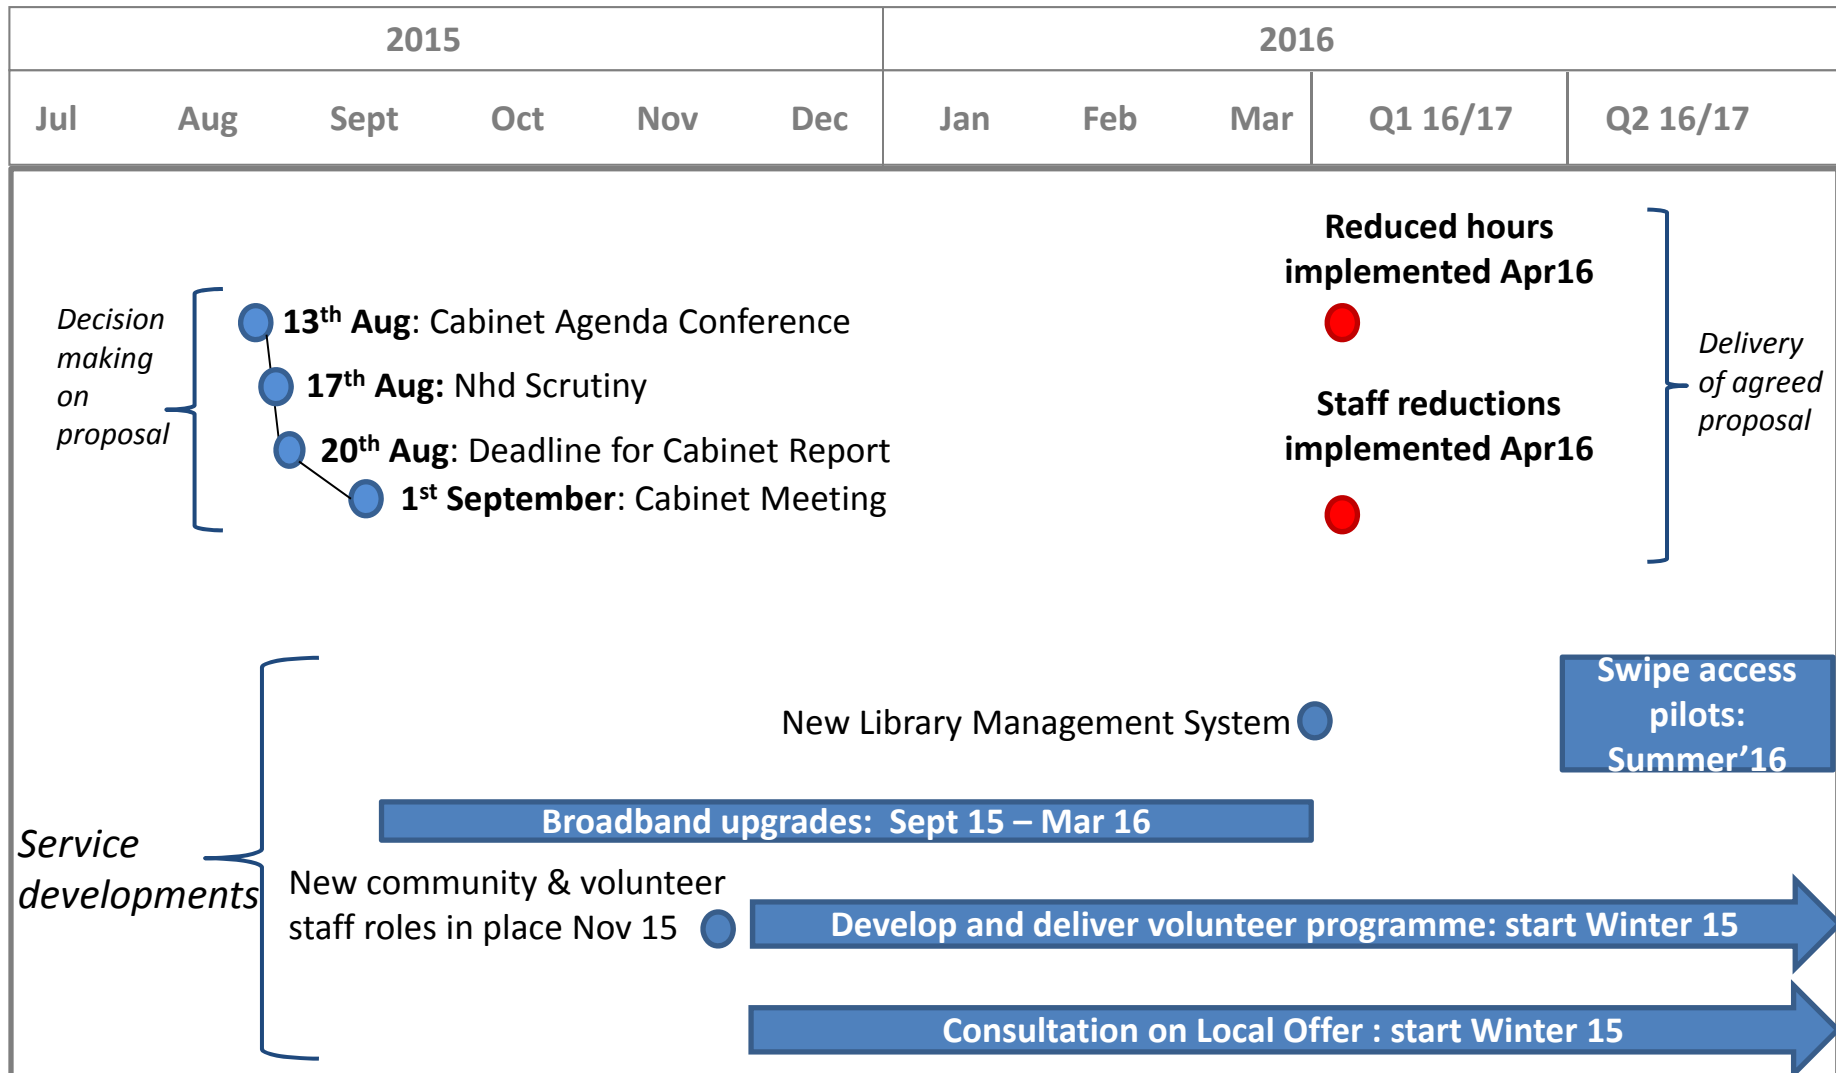 2015
2016
Jul Aug Sept Oct Nov Dec Jan Feb Mar Q1 16/17 Q2 16/17
Decision
making
on
proposal
13th Aug: Cabinet Agenda Conference
17th Aug: Nhd Scrutiny
20th Aug: Deadline for Cabinet Report
1st September: Cabinet Meeting
Reduced hours
implemented Apr16
Staff reductions
implemented Apr16
Delivery
of agreed
proposal
Service
developments
New Library Management System
Swipe access
pilots:
Summer’16
Broadband upgrades: Sept 15 – Mar 16
New community & volunteer
staff roles in place Nov 15
Develop and deliver volunteer programme: start Winter 15
Consultation on Local Offer : start Winter 15